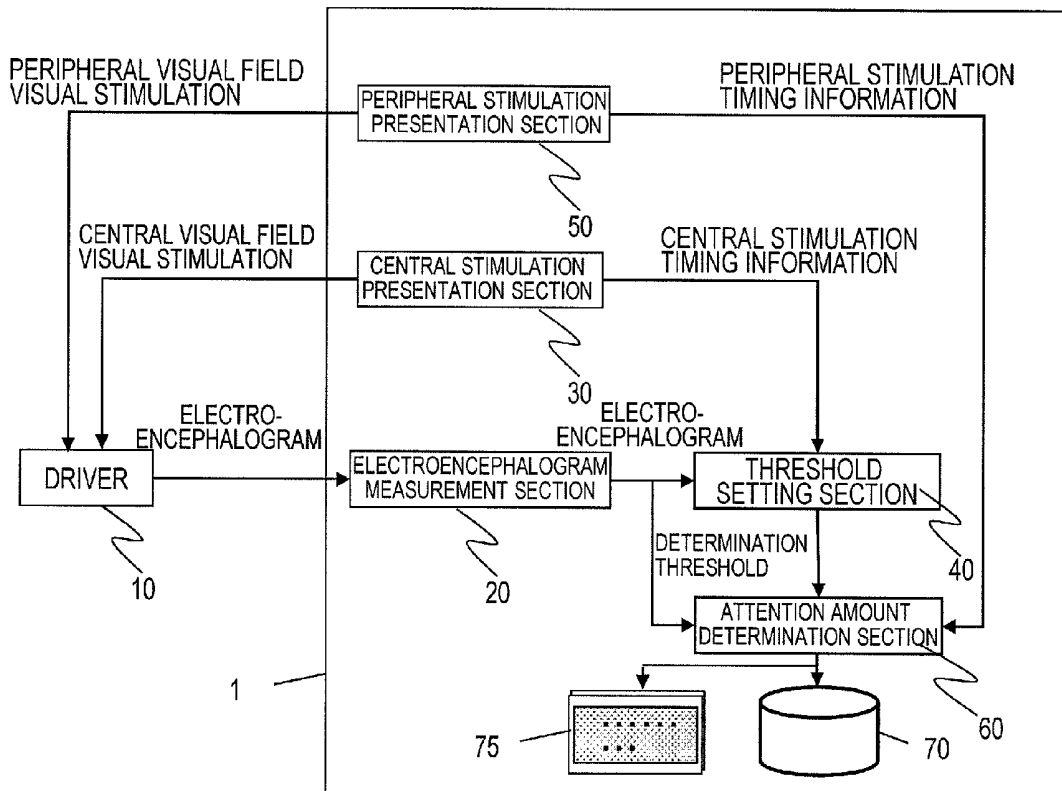 PERIPHERAL VISUAL FIELD
VISUAL STIMULATION
PERIPHERAL STIMULATION
PRESENTATION SECTION
PERIPHERAL STIMULATION
TIMING INFORMATION
50
CENTRAL VISUAL FIELD
VISUAL STIMULATION
CENTRAL STIMULATION
PRESENTATION SECTION
CENTRAL STIMULATION
TIMING INFORMATION
30
ELECTRO-
ENCEPHALOGRAM
ELECTRO-
ENCEPHALOGRAM
DRIVER
ELECTROENCEPHALOGRAM
MEASUREMENT SECTION
THRESHOLD
SETTING SECTION
10
20
DETERMINATION
THRESHOLD
40
ATTENTION AMOUNT
DETERMINATION SECTION
1
75
70
60